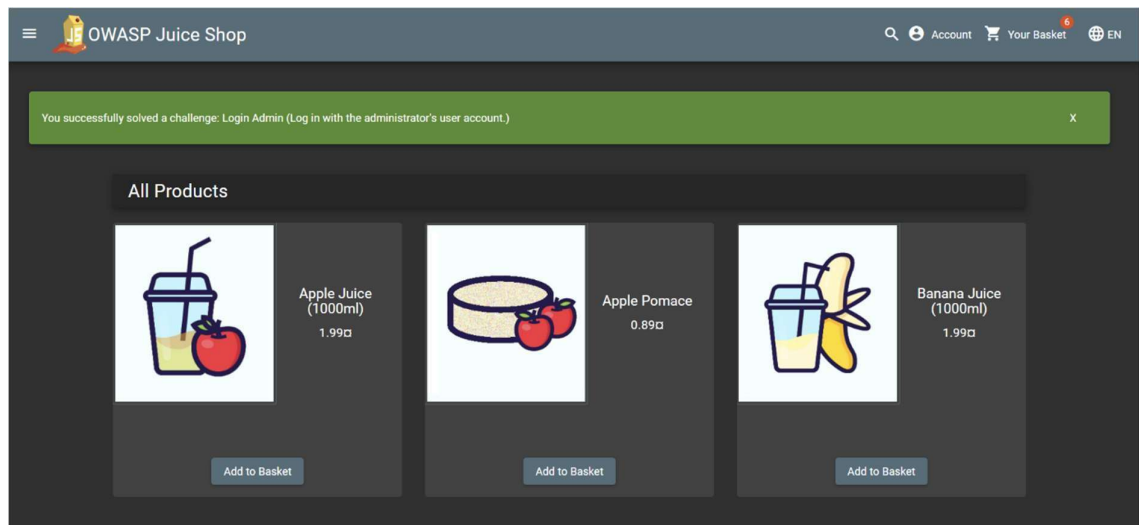 OWASP Juice Shop
Account
6
Your Basket
EN
You successfully solved a challenge: Login Admin (Log in with the administrator's user account.)
X
All Products
Apple Juice
(1000ml)
1.99¤
Add to Basket
Apple Pomace
0.89¤
Add to Basket
Banana Juice
(1000ml)
1.99¤
Add to Basket